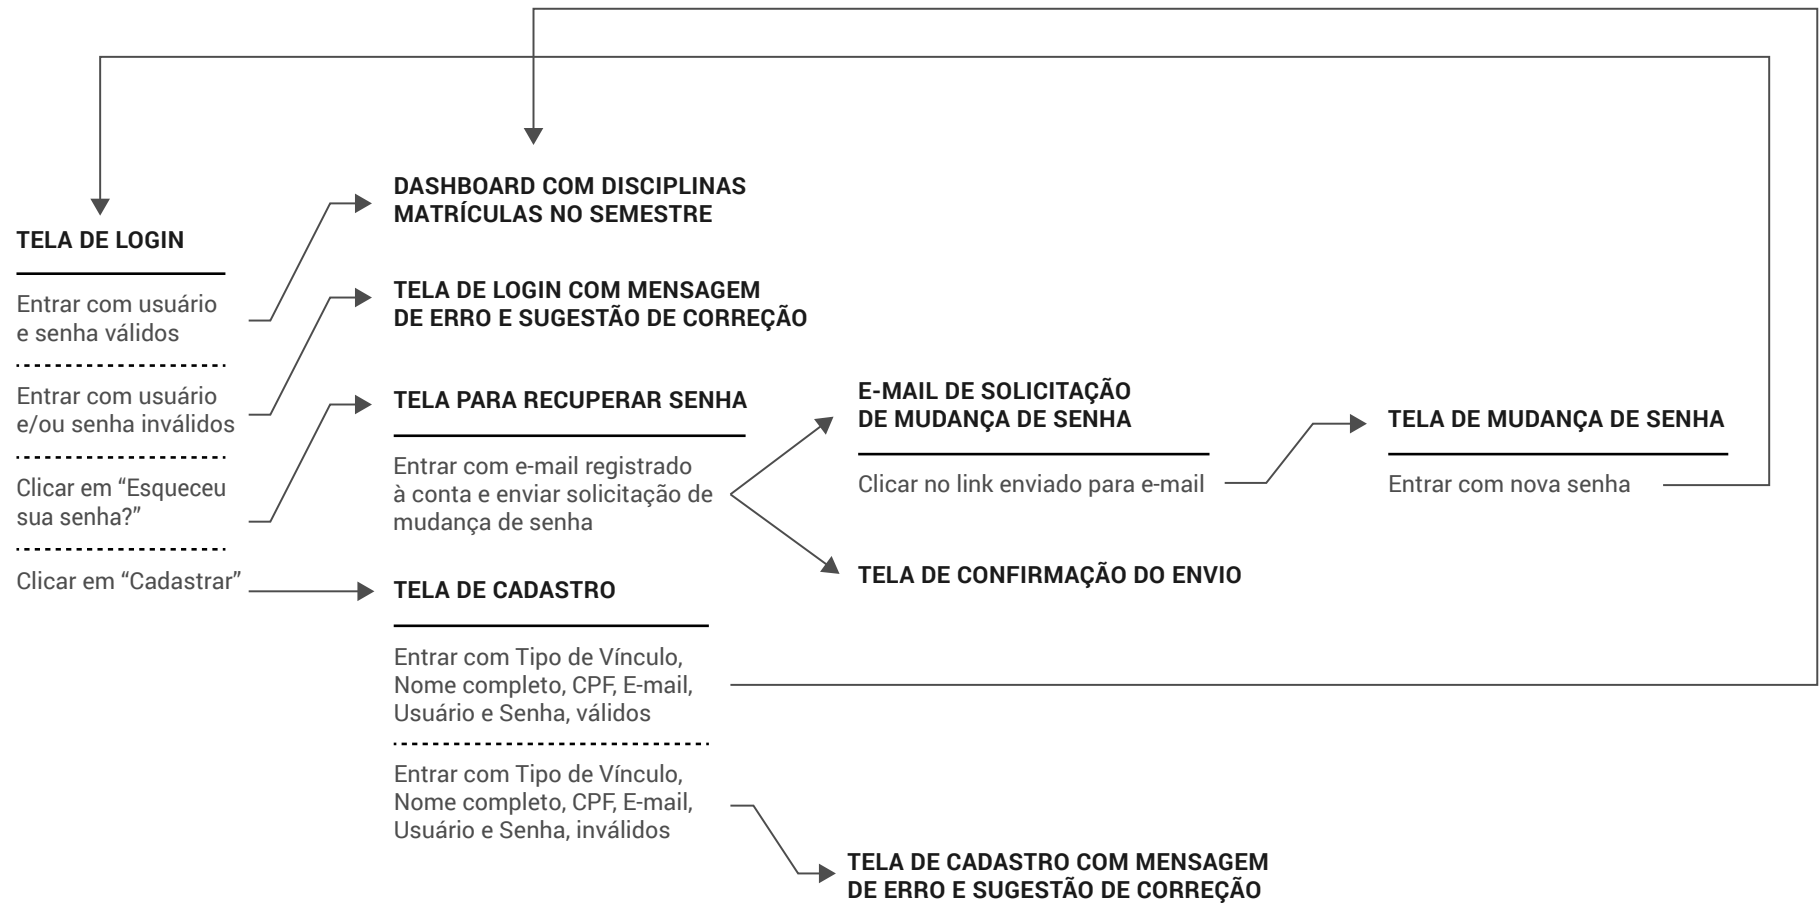 TELA DE LOGIN
Entrar com usuário
e senha válidos
Entrar com usuário
e/ou senha inválidos
Clicar em “Esqueceu
sua senha?”
Clicar em “Cadastrar”
DASHBOARD COM DISCIPLINAS
MATRÍCULAS NO SEMESTRE
TELA DE LOGIN COM MENSAGEM
DE ERRO E SUGESTÃO DE CORREÇÃO
TELA PARA RECUPERAR SENHA
Entrar com e-mail registrado
à conta e enviar solicitação de
mudança de senha
E-MAIL DE SOLICITAÇÃO
DE MUDANÇA DE SENHA
Clicar no link enviado para e-mail
TELA DE MUDANÇA DE SENHA
Entrar com nova senha
TELA DE CONFIRMAÇÃO DO ENVIO
TELA DE CADASTRO
Entrar com Tipo de Vínculo,
Nome completo, CPF, E-mail,
Usuário e Senha, válidos
Entrar com Tipo de Vínculo,
Nome completo, CPF, E-mail,
Usuário e Senha, inválidos
TELA DE CADASTRO COM MENSAGEM
DE ERRO E SUGESTÃO DE CORREÇÃO